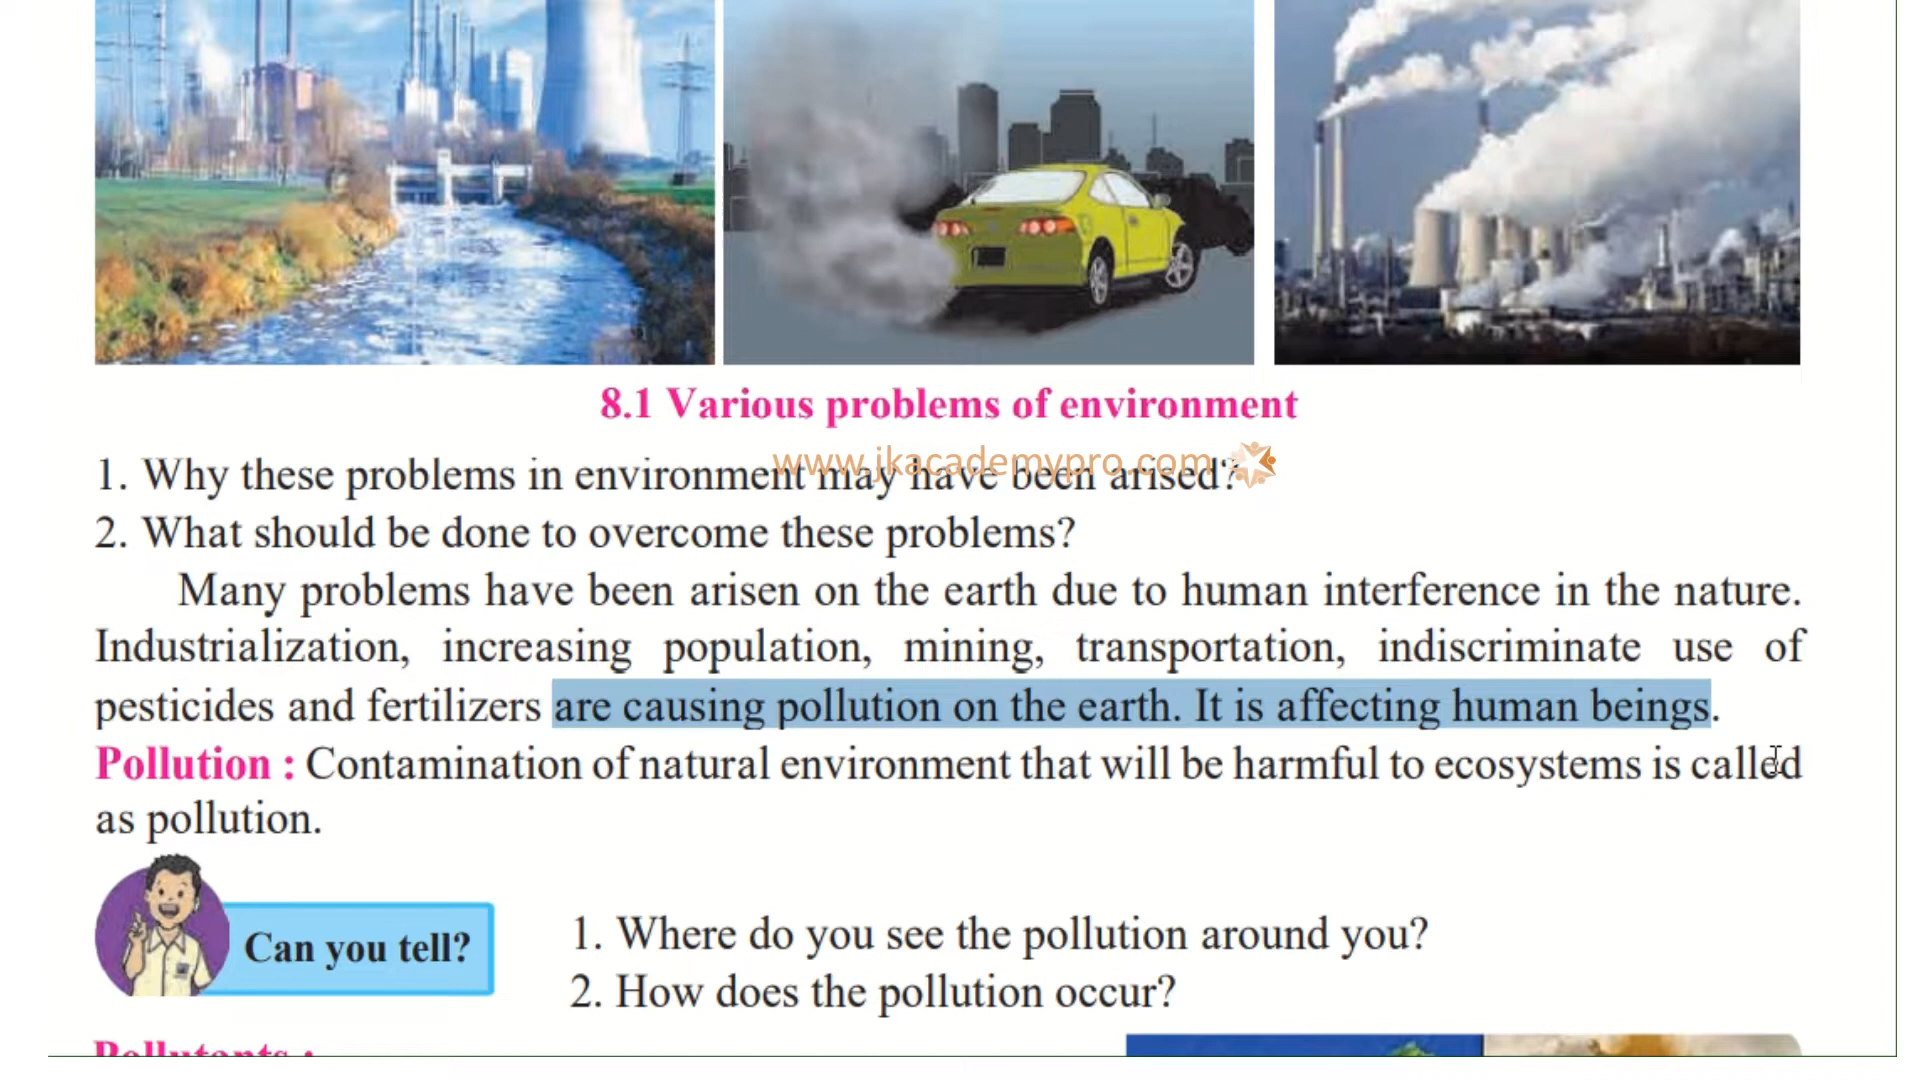 8.1 Various problems of environment
www.jkacademypro.com
1. Why these problems in environment may have been arised?
2. What should be done to overcome these problems?
Many problems have been arisen on the earth due to human interference in the nature.
Industrialization, increasing population, mining, transportation, indiscriminate use of
pesticides and fertilizers are causing pollution on the earth. It is affecting human beings.
Pollution : Contamination of natural environment that will be harmful to ecosystems is called
as pollution.
Can you tell?
1. Where do you see the pollution around you?
2. How does the pollution occur?
Pollutants :